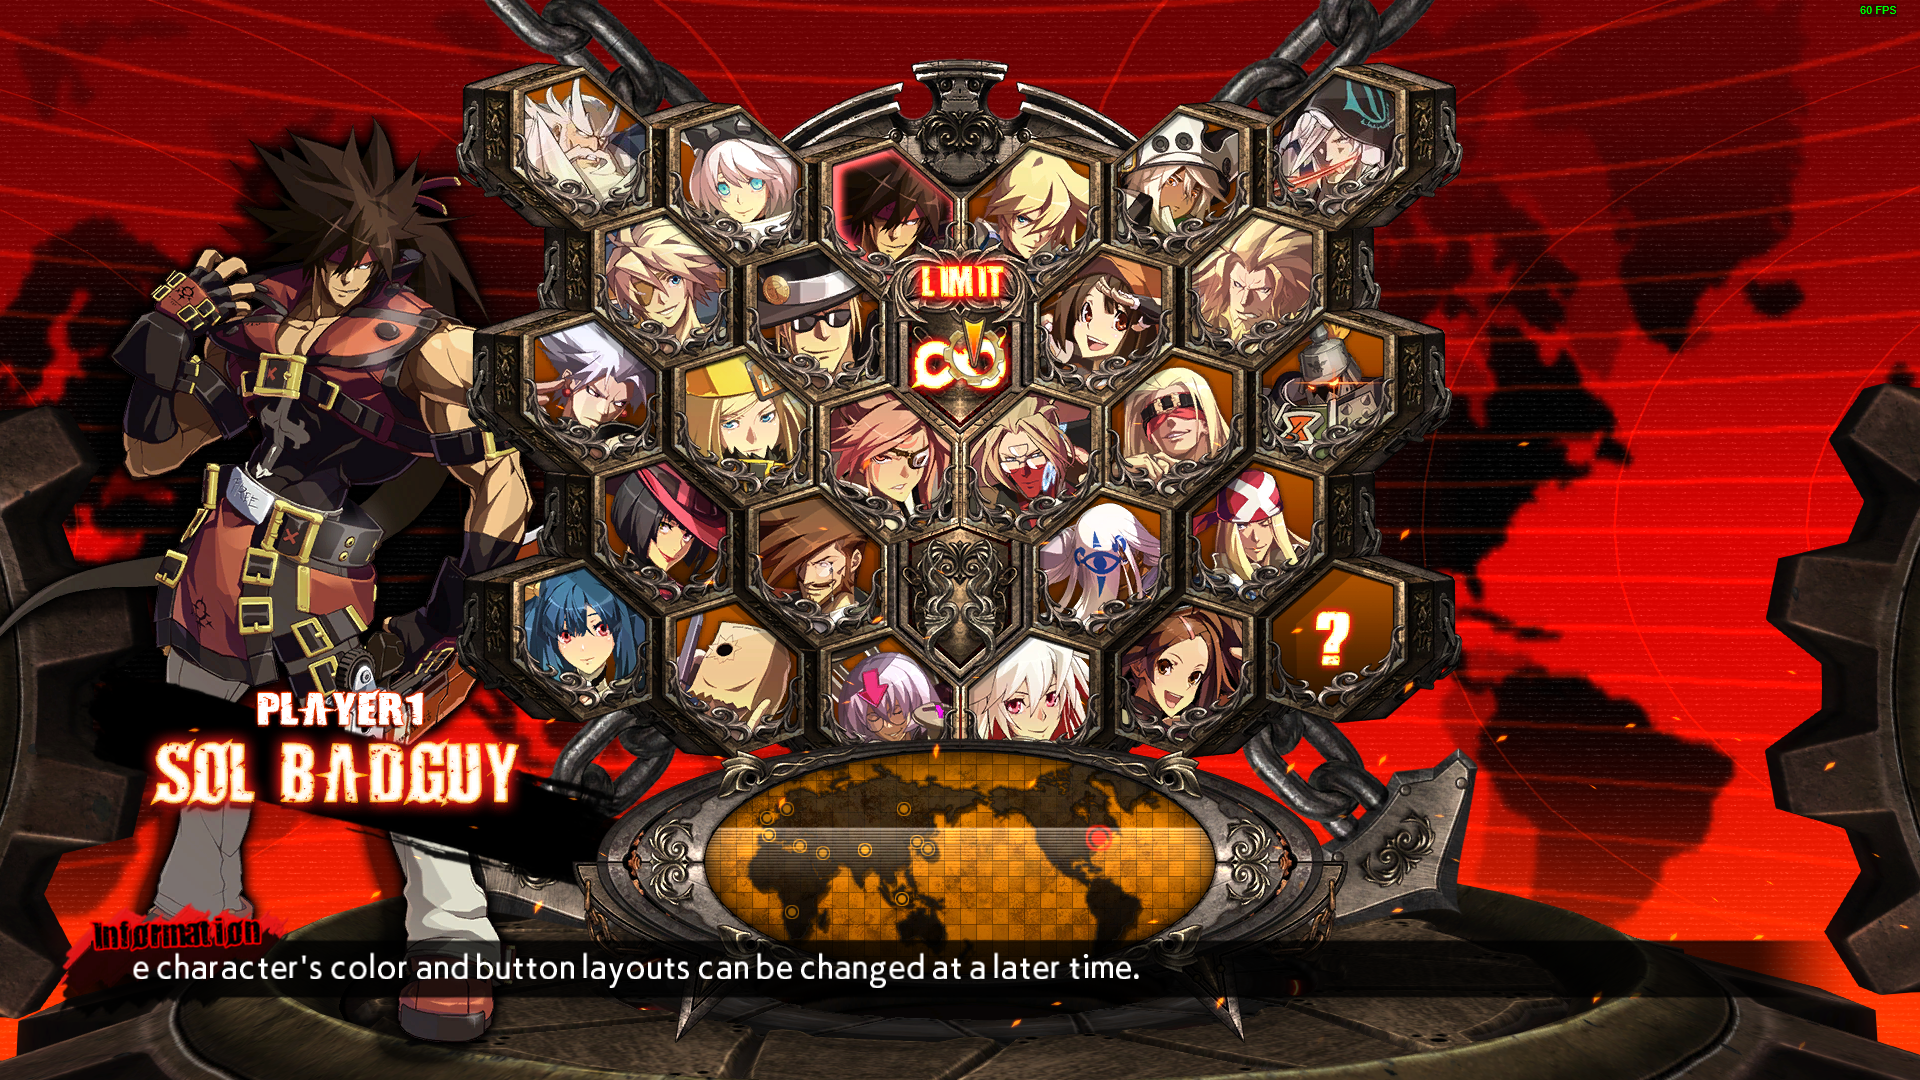 60 FPS
LIMIT
∞
?
PLAYER1
SOL BADGUY
Information
e character's color and button layouts can be changed at a later time.